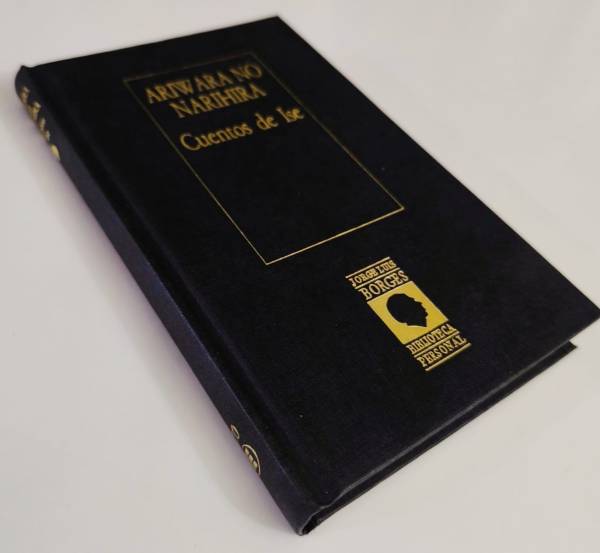 ARIWARA NO
NARIHIRA
Cuentos de Ise
JORGE LUIS
BORGES
BIBLIOTECA
PERSONAL